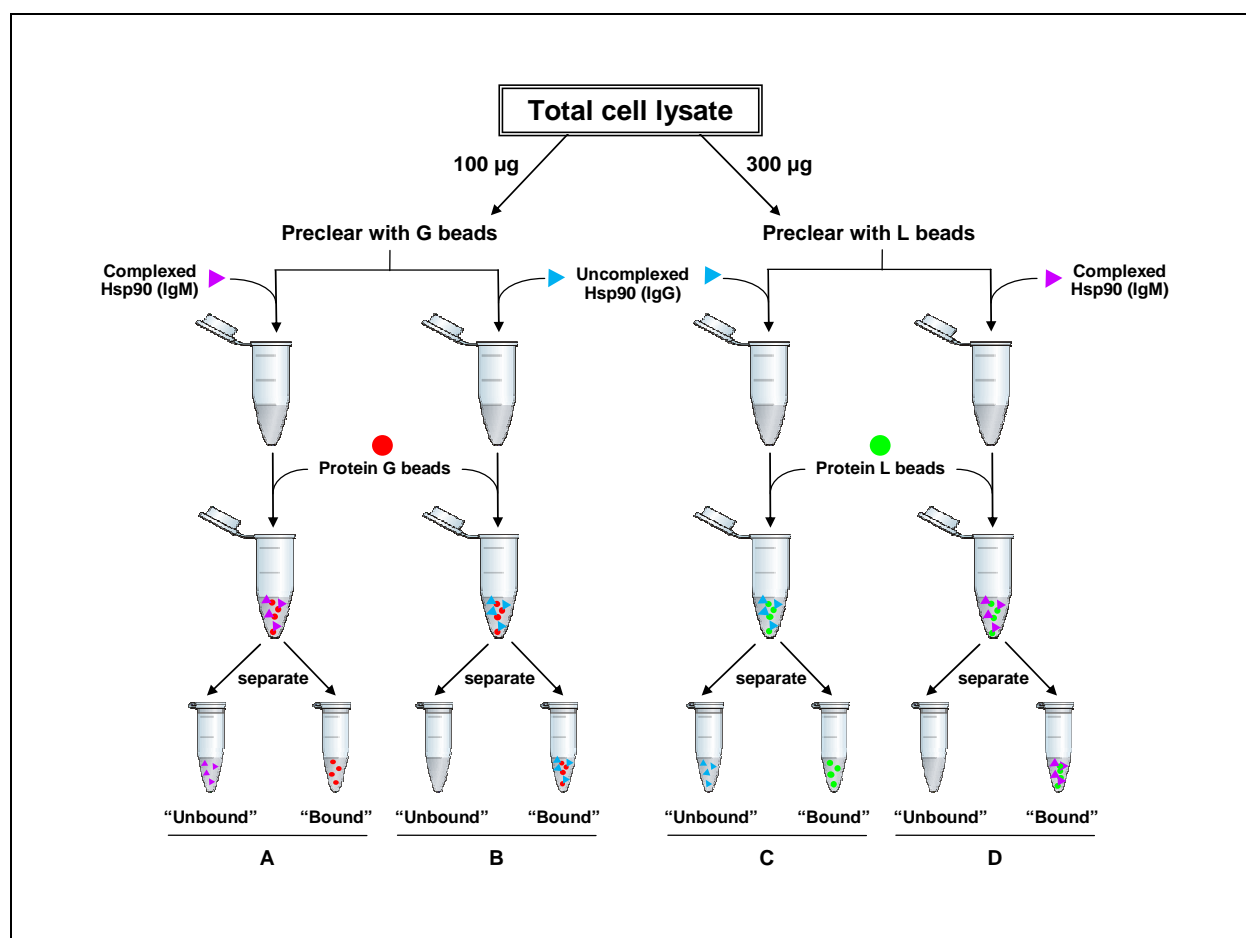 Total cell lysate
100 µg
300 µg
Preclear with G beads
Preclear with L beads
Complexed
Hsp90 (IgM)
Uncomplexed
Hsp90 (IgG)
Complexed
Hsp90 (IgM)
Protein G beads
Protein L beads
separate
separate
separate
separate
“Unbound”
“Bound”
“Unbound”
“Bound”
“Unbound”
“Bound”
“Unbound”
“Bound”
A
B
C
D